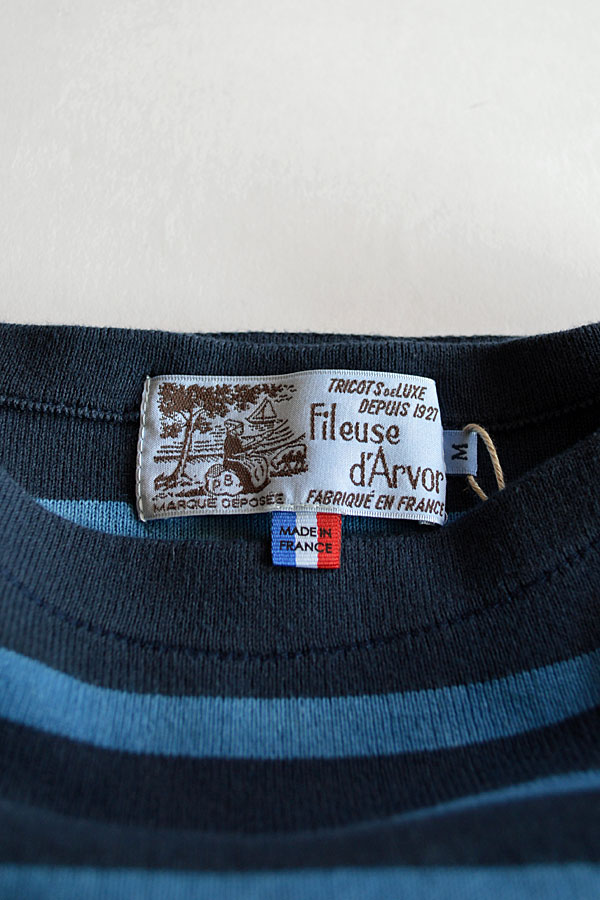 TRICOTS DE LUXE
DEPUIS 1927
Fileuse
d'Arvor
P.B.
MARQUE DÉPOSÉE
FABRIQUÉ EN FRANCE
M
MADE IN
FRANCE